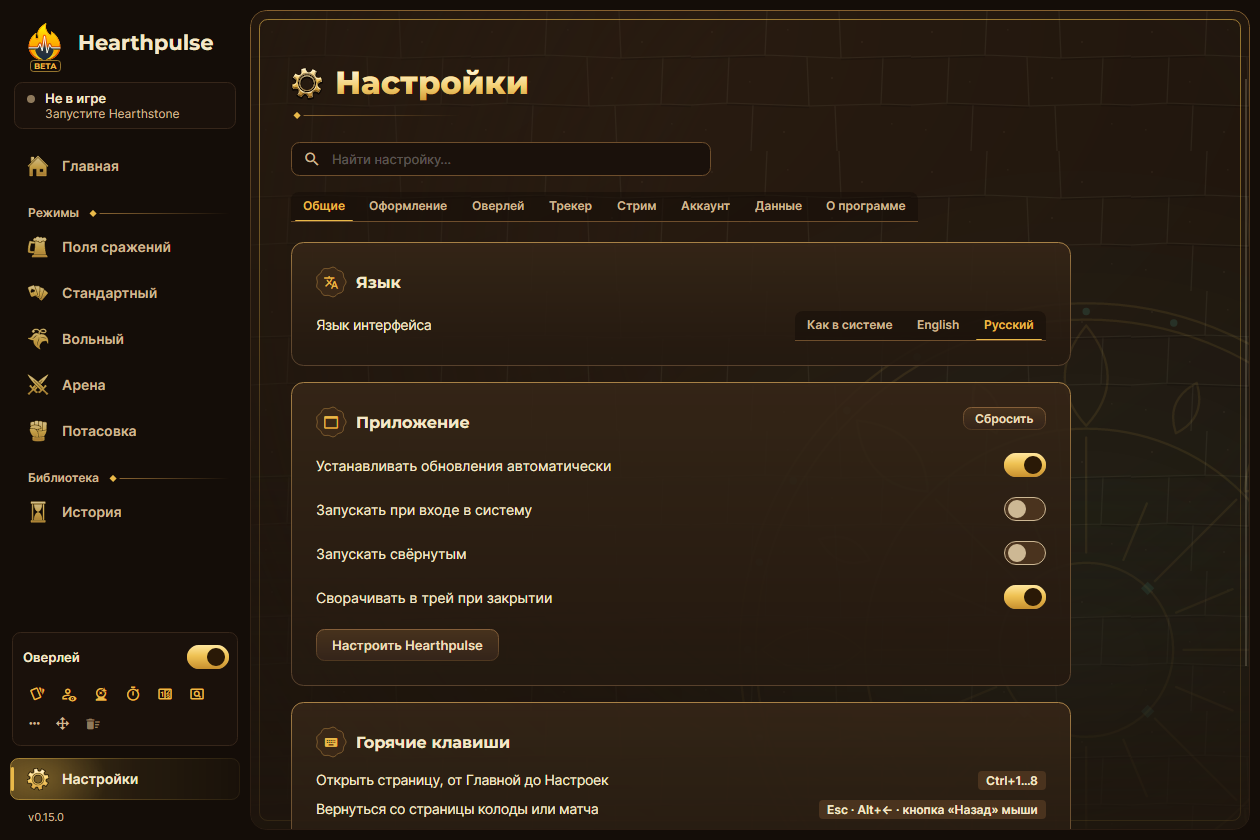 Hearthpulse
BETA
Не в игре
Запустите Hearthstone
Главная
Режимы
Поля сражений
Стандартный
Вольный
Арена
Потасовка
Библиотека
История
Оверлей
Настройки
v0.15.0
Настройки
Найти настройку...
Общие Оформление Оверлей Трекер Стрим Аккаунт Данные О программе
Язык
Язык интерфейса Как в системе English Русский
Приложение Сбросить
Устанавливать обновления автоматически
Запускать при входе в систему
Запускать свёрнутым
Сворачивать в трей при закрытии
Настроить Hearthpulse
Горячие клавиши
Открыть страницу, от Главной до Настроек Ctrl+1…8
Вернуться со страницы колоды или матча Esc · Alt+← · кнопка «Назад» мыши